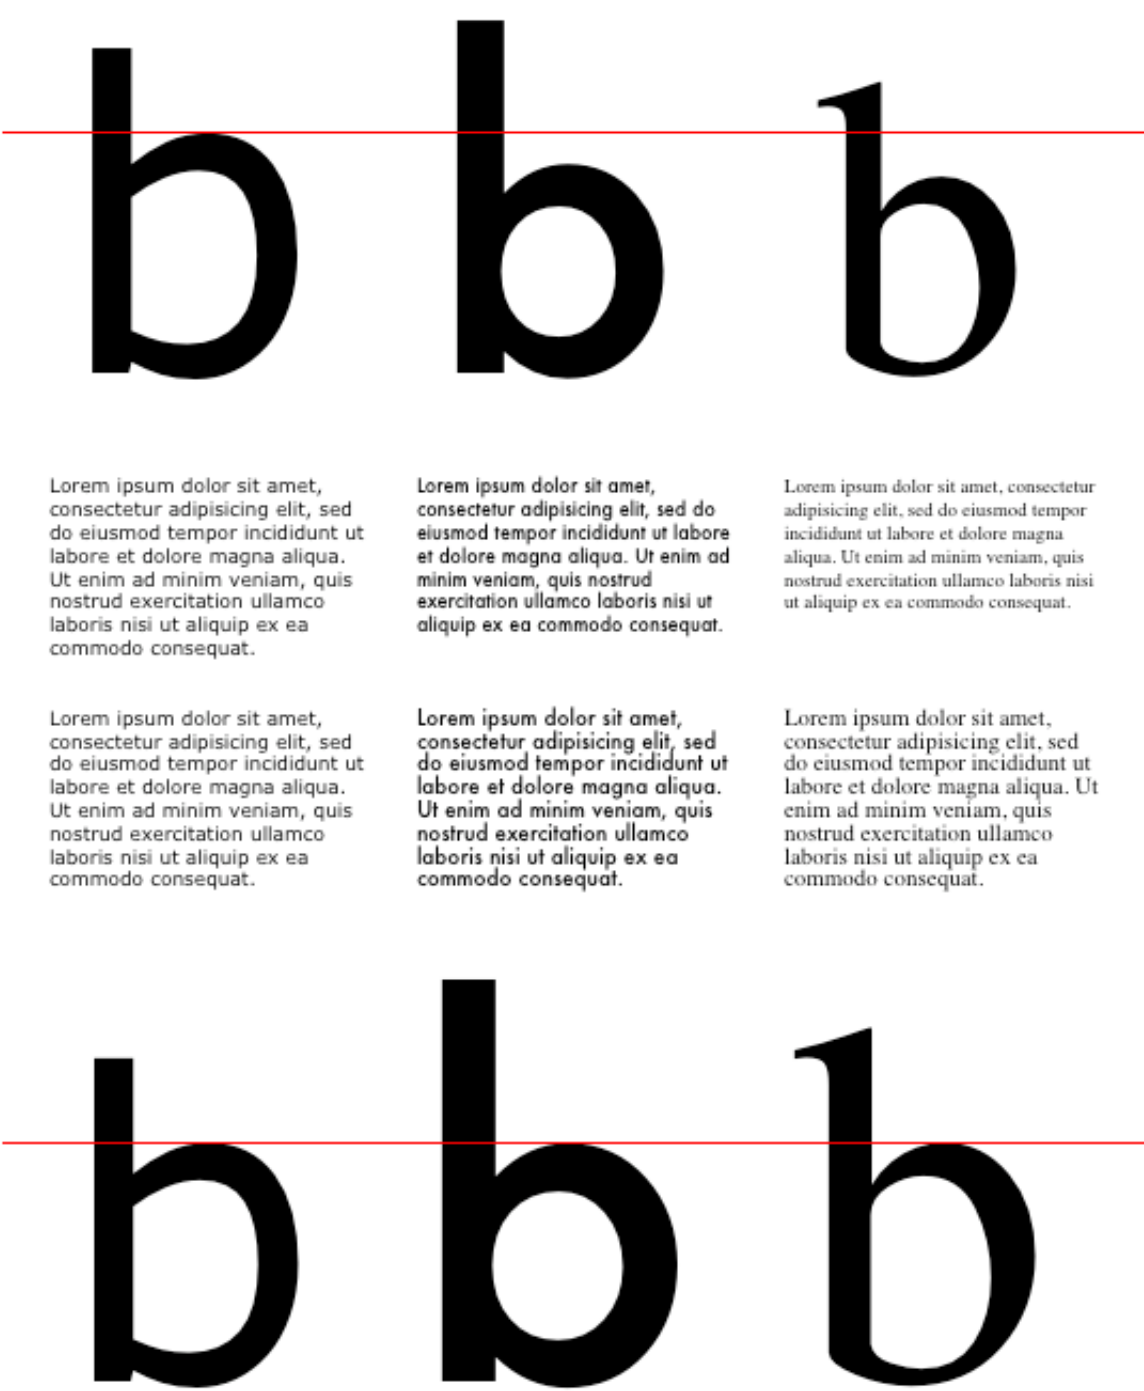 b b b
Lorem ipsum dolor sit amet,
consectetur adipisicing elit, sed
do eiusmod tempor incididunt ut
labore et dolore magna aliqua.
Ut enim ad minim veniam, quis
nostrud exercitation ullamco
laboris nisi ut aliquip ex ea
commodo consequat.
Lorem ipsum dolor sit amet,
consectetur adipisicing elit, sed do
eiusmod tempor incididunt ut labore
et dolore magna aliqua. Ut enim ad
minim veniam, quis nostrud
exercitation ullamco laboris nisi ut
aliquip ex ea commodo consequat.
Lorem ipsum dolor sit amet, consectetur
adipisicing elit, sed do eiusmod tempor
incididunt ut labore et dolore magna
aliqua. Ut enim ad minim veniam, quis
nostrud exercitation ullamco laboris nisi
ut aliquip ex ea commodo consequat.
Lorem ipsum dolor sit amet,
consectetur adipisicing elit, sed
do eiusmod tempor incididunt ut
labore et dolore magna aliqua.
Ut enim ad minim veniam, quis
nostrud exercitation ullamco
laboris nisi ut aliquip ex ea
commodo consequat.
Lorem ipsum dolor sit amet,
consectetur adipisicing elit, sed
do eiusmod tempor incididunt ut
labore et dolore magna aliqua.
Ut enim ad minim veniam, quis
nostrud exercitation ullamco
laboris nisi ut aliquip ex ea
commodo consequat.
Lorem ipsum dolor sit amet,
consectetur adipisicing elit, sed
do eiusmod tempor incididunt ut
labore et dolore magna aliqua. Ut
enim ad minim veniam, quis
nostrud exercitation ullamco
laboris nisi ut aliquip ex ea
commodo consequat.
b b b